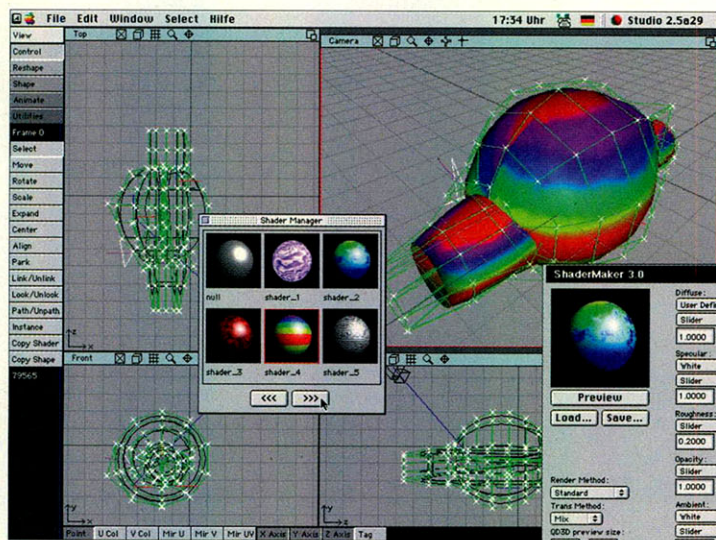 File Edit Window Select Hilfe 17:34 Uhr Studio 2.5a29
View
Control
Reshape
Shape
Animate
Utilities
Frame 0
Select
Move
Rotate
Scale
Expand
Center
Align
Park
Link/Unlink
Look/Unlook
Path/Unpath
Instance
Copy Shader
Copy Shape
79565
Top
z
x
Camera
Shader Manager
null shader_1 shader_2
shader_3 shader_4 shader_5
<<< >>>
Front
y
x
y
z
ShaderMaker 3.0
Preview
Load... Save...
Render Method:
Standard
Trans Method:
Mix
QD3D preview size:
Diffuse:
User Defi
Slider
1.0000
Specular:
White
Slider
1.0000
Roughness:
Slider
0.2000
Opacity:
Slider
1.0000
Ambient:
White
Slider
Point U Col V Col Mir U Mir V Mir UV X Axis Y Axis Z Axis Tag